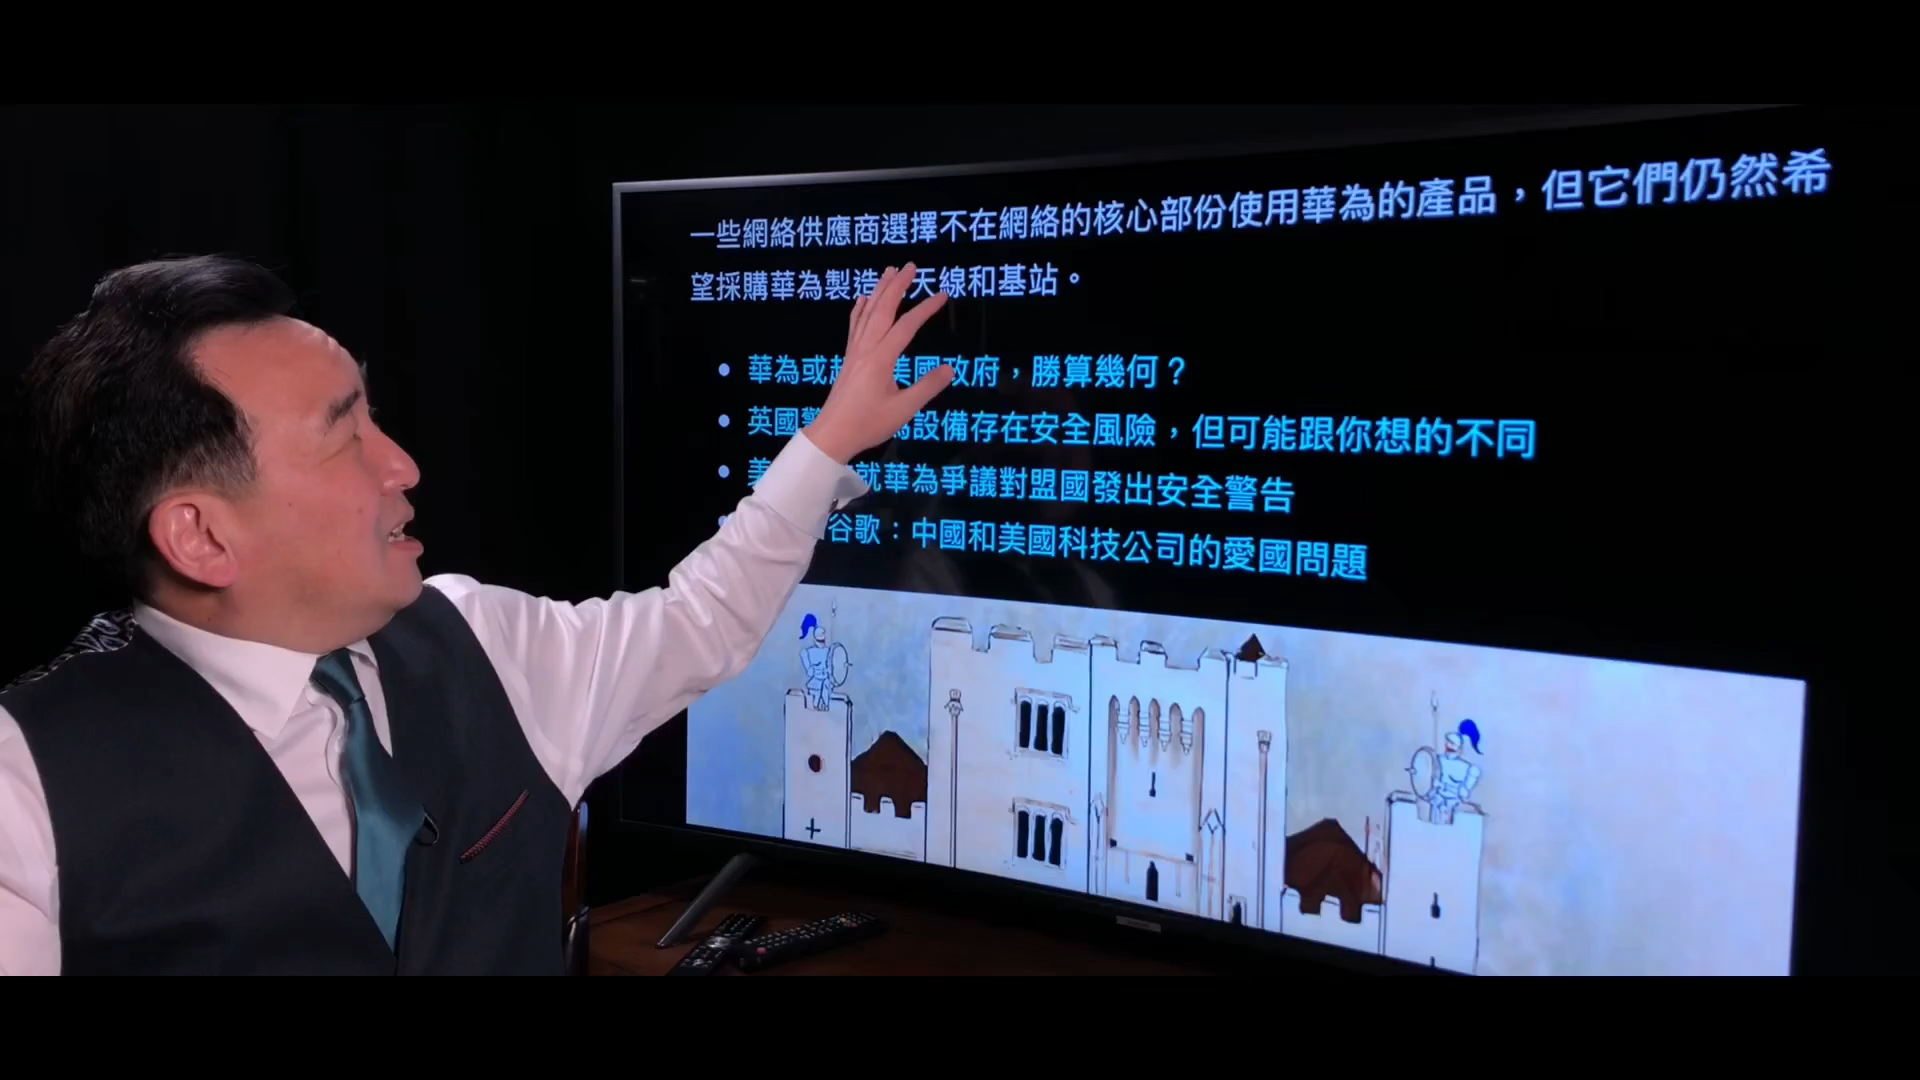 一些網絡供應商選擇不在網絡的核心部份使用華為的產品，但它們仍然希
望採購華為製造 天線和基站。
• 華為或 美國政府，勝算幾何？
• 英國 設備存在安全風險，但可能跟你想的不同
• 就華為爭議對盟國發出安全警告
谷歌：中國和美國科技公司的愛國問題